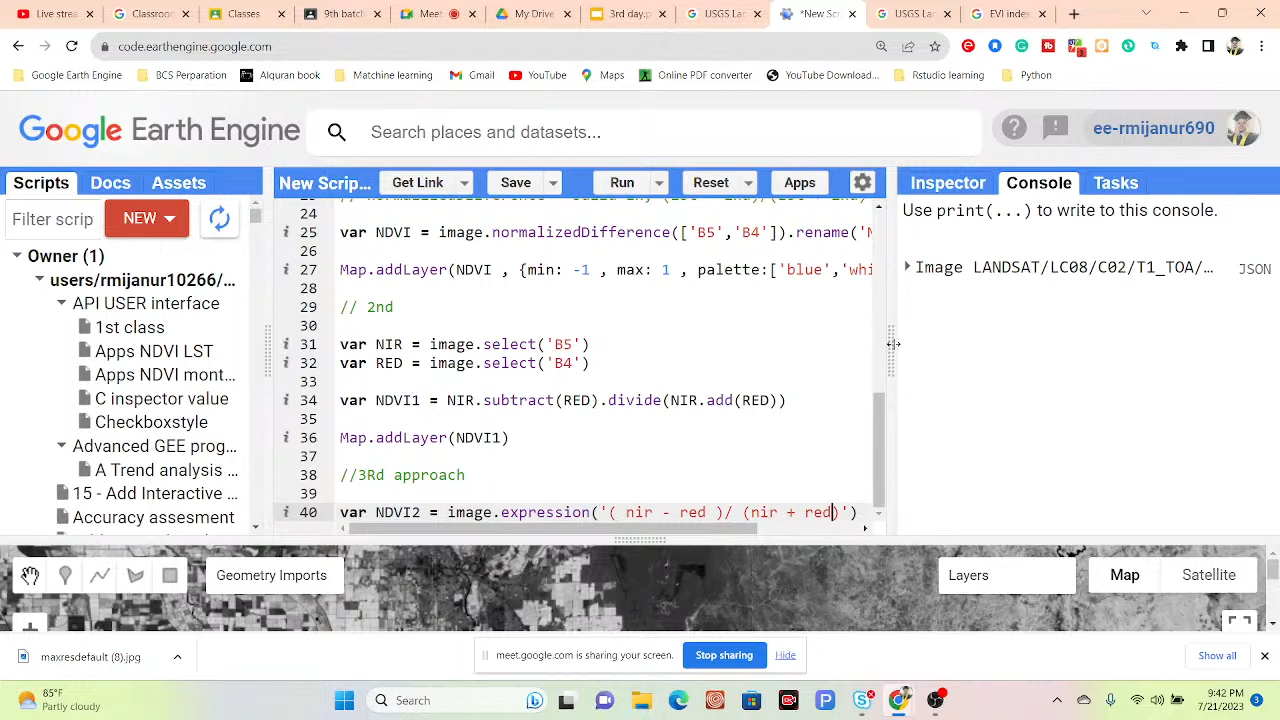 Live strea
Classroon
Classes
9th batcl
Meet
My Drive
3rd day.p
USGS Lar
*New Scr
USGS Lar
EVI index
code.earthengine.google.com
Google Earth Engine
BCS Perparation
Alquran book
Matchine learning
Gmail
YouTube
Maps
Online PDF converter
YouTube Download...
Rstudio learning
Python
Google Earth Engine
Search places and datasets...
ee-rmijanur690
Scripts
Docs
Assets
New Scrip...
Get Link
Save
Run
Reset
Apps
Inspector
Console
Tasks
Filter scrip
NEW
Use print(...) to write to this console.
Owner (1)
users/rmijanur10266/...
API USER interface
1st class
Apps NDVI LST
Apps NDVI mont...
C inspector value
Checkboxstyle
Advanced GEE prog...
A Trend analysis ...
15 - Add Interactive ...
Accuracy assesment
24
25 var NDVI = image.normalizedDifference(['B5','B4']).rename('N
26
27 Map.addLayer(NDVI , {min: -1 , max: 1 , palette:['blue','whi
28
29 // 2nd
30
31 var NIR = image.select('B5')
32 var RED = image.select('B4')
33
34 var NDVI1 = NIR.subtract(RED).divide(NIR.add(RED))
35
36 Map.addLayer(NDVI1)
37
38 //3Rd approach
39
40 var NDVI2 = image.expression('( nir - red )/ (nir + red)')
Image LANDSAT/LC08/C02/T1_TOA/...
JSON
Geometry Imports
Layers
Map
Satellite
maxresdefault (8).jpg
meet.google.com is sharing your screen.
Stop sharing
Hide
Show all
85°F
Partly cloudy
Search
9:42 PM
7/21/2023
3